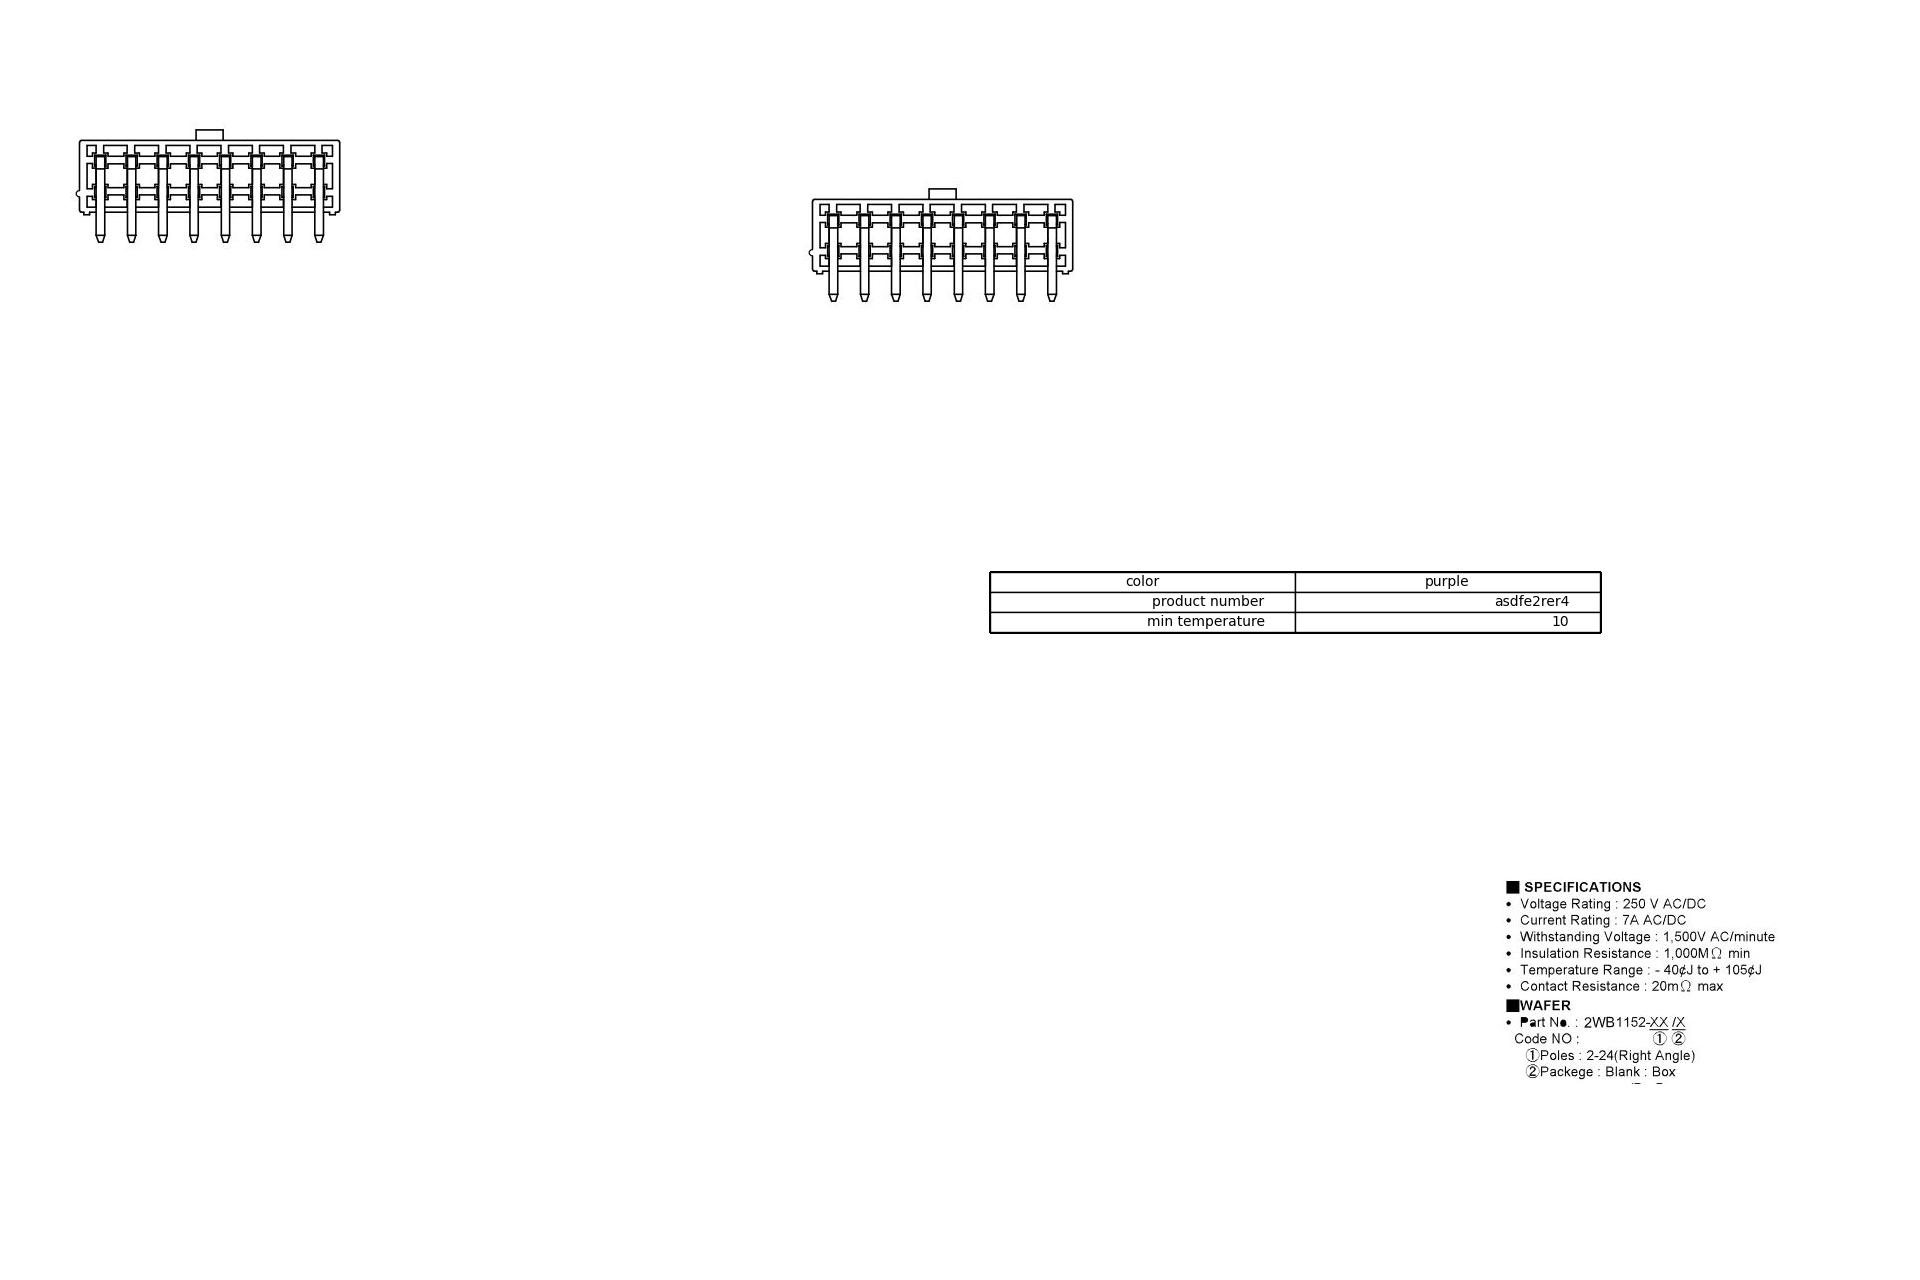 color purple
product number asdfe2rer4
min temperature 10
■ SPECIFICATIONS
• Voltage Rating : 250 V AC/DC
• Current Rating : 7A AC/DC
• Withstanding Voltage : 1,500V AC/minute
• Insulation Resistance : 1,000MΩ min
• Temperature Range : - 40¢J to + 105¢J
• Contact Resistance : 20mΩ max
■WAFER
• Part No. : 2WB1152-XX /X
Code NO : ① ②
①Poles : 2-24(Right Angle)
②Packege : Blank : Box